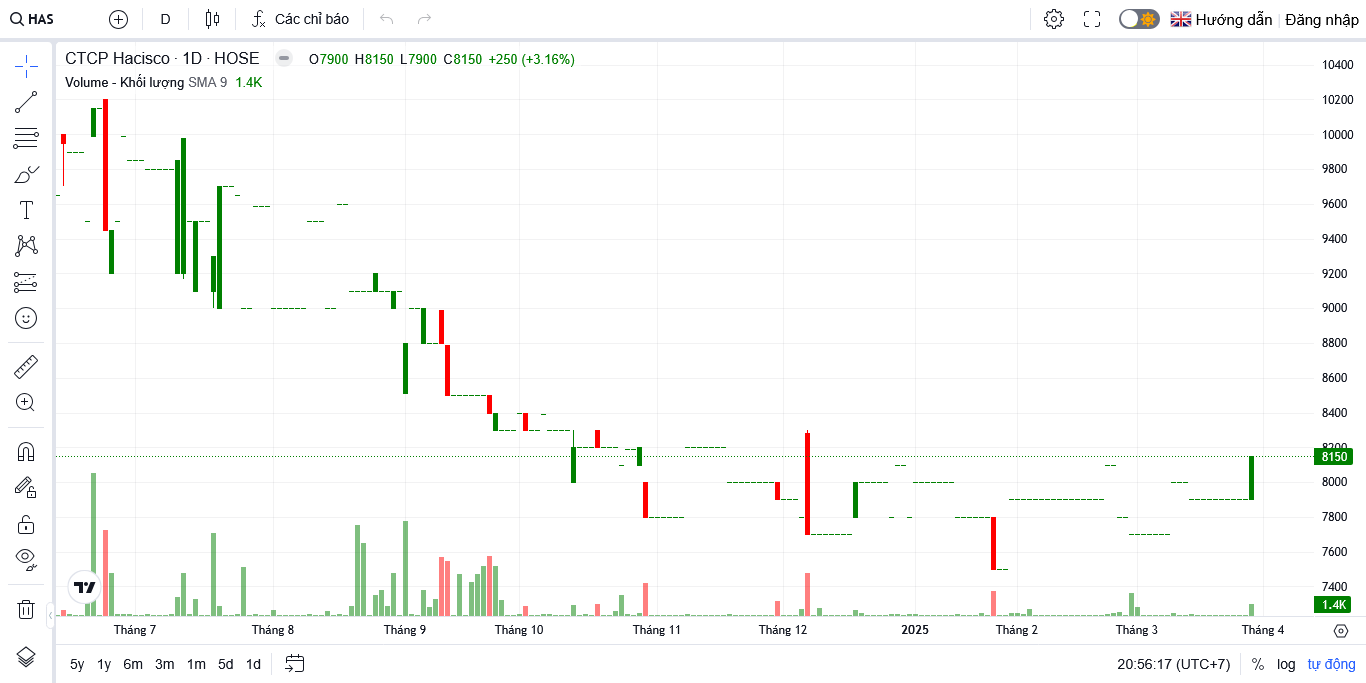 HAS D Các chỉ báo Hướng dẫn Đăng nhập
CTCP Hacisco · 1D · HOSE O7900 H8150 L7900 C8150 +250 (+3.16%)
Volume - Khối lượng SMA 9 1.4K
10400
10200
10000
9800
9600
9400
9200
9000
8800
8600
8400
8200
8150
8000
7800
7600
7400
1.4K
Tháng 7 Tháng 8 Tháng 9 Tháng 10 Tháng 11 Tháng 12 2025 Tháng 2 Tháng 3 Tháng 4
5y 1y 6m 3m 1m 5d 1d 20:56:17 (UTC+7) % log tự động